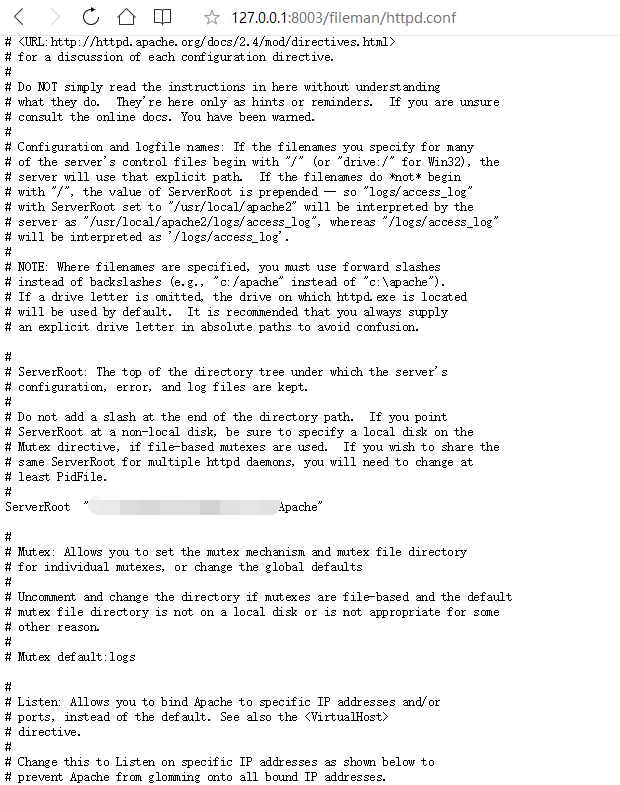 127.0.0.1:8003/fileman/httpd.conf
# <URL:http://httpd.apache.org/docs/2.4/mod/directives.html>
# for a discussion of each configuration directive.
#
# Do NOT simply read the instructions in here without understanding
# what they do.  They're here only as hints or reminders.  If you are unsure
# consult the online docs. You have been warned.
#
# Configuration and logfile names: If the filenames you specify for many
# of the server's control files begin with "/" (or "drive:/" for Win32), the
# server will use that explicit path.  If the filenames do *not* begin
# with "/", the value of ServerRoot is prepended -- so "logs/access_log"
# with ServerRoot set to "/usr/local/apache2" will be interpreted by the
# server as "/usr/local/apache2/logs/access_log", whereas "/logs/access_log"
# will be interpreted as '/logs/access_log'.
#
# NOTE: Where filenames are specified, you must use forward slashes
# instead of backslashes (e.g., "c:/apache" instead of "c:\apache").
# If a drive letter is omitted, the drive on which httpd.exe is located
# will be used by default.  It is recommended that you always supply
# an explicit drive letter in absolute paths to avoid confusion.
#
# ServerRoot: The top of the directory tree under which the server's
# configuration, error, and log files are kept.
#
# Do not add a slash at the end of the directory path.  If you point
# ServerRoot at a non-local disk, be sure to specify a local disk on the
# Mutex directive, if file-based mutexes are used.  If you wish to share the
# same ServerRoot for multiple httpd daemons, you will need to change at
# least PidFile.
#
ServerRoot  "Apache"
#
# Mutex: Allows you to set the mutex mechanism and mutex file directory
# for individual mutexes, or change the global defaults
#
# Uncomment and change the directory if mutexes are file-based and the default
# mutex file directory is not on a local disk or is not appropriate for some
# other reason.
#
# Mutex default:logs
#
# Listen: Allows you to bind Apache to specific IP addresses and/or
# ports, instead of the default. See also the <VirtualHost>
# directive.
#
# Change this to Listen on specific IP addresses as shown below to
# prevent Apache from glomming onto all bound IP addresses.